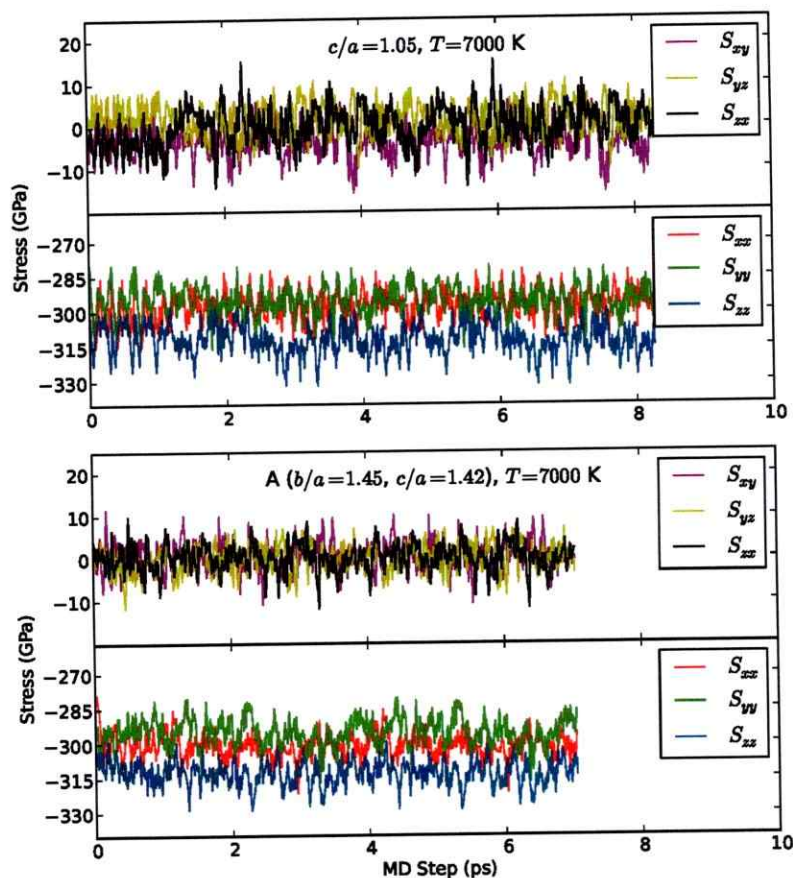 c/a=1.05, T=7000 K
S_xy
S_yz
S_zx
20
10
0
−10
Stress (GPa)
S_xx
S_yy
S_zz
−270
−285
−300
−315
−330
0 2 4 6 8 10
A (b/a=1.45, c/a=1.42), T=7000 K
S_xy
S_yz
S_zx
20
10
0
−10
Stress (GPa)
S_xx
S_yy
S_zz
−270
−285
−300
−315
−330
0 2 4 6 8 10
MD Step (ps)